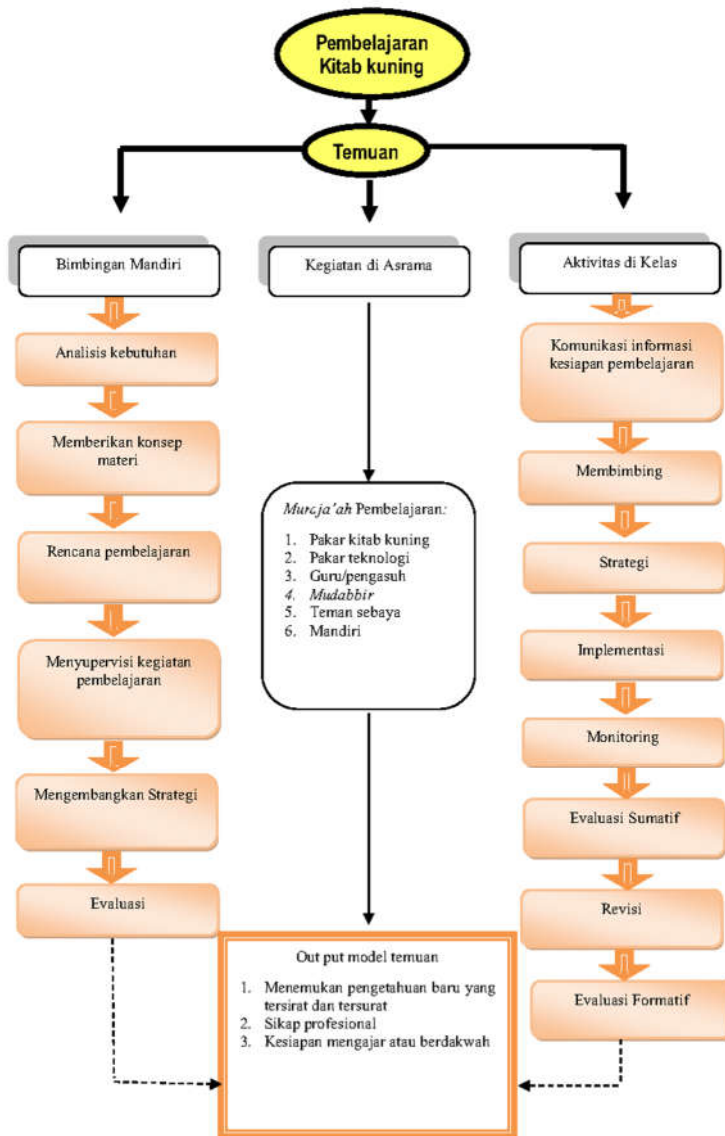 Pembelajaran
Kitab kuning
Temuan
Bimbingan Mandiri
Analisis kebutuhan
Memberikan konsep
materi
Rencana pembelajaran
Menyupervisi kegiatan
pembelajaran
Mengembangkan Strategi
Evaluasi
Kegiatan di Asrama
Muraja'ah Pembelajaran:
1. Pakar kitab kuning
2. Pakar teknologi
3. Guru/pengasuh
4. Mudabbir
5. Teman sebaya
6. Mandiri
Aktivitas di Kelas
Komunikasi informasi
kesiapan pembelajaran
Membimbing
Strategi
Implementasi
Monitoring
Evaluasi Sumatif
Revisi
Evaluasi Formatif
Out put model temuan
1. Menemukan pengetahuan baru yang
tersirat dan tersurat
2. Sikap profesional
3. Kesiapan mengajar atau berdakwah